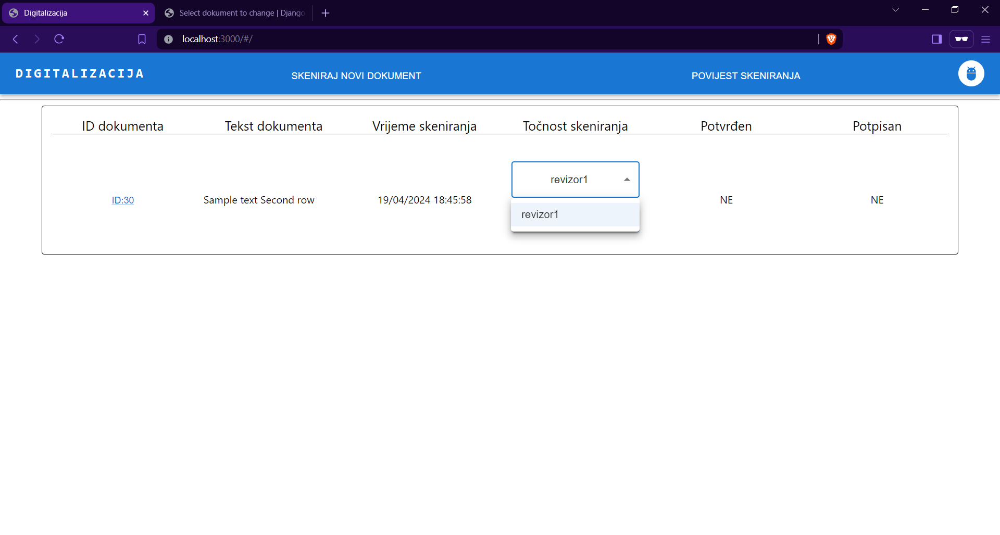 Digitalizacija
Select dokument to change | Django
localhost:3000/#/
DIGITALIZACIJA
SKENIRAJ NOVI DOKUMENT
POVIJEST SKENIRANJA
ID dokumenta
Tekst dokumenta
Vrijeme skeniranja
Točnost skeniranja
Potvrđen
Potpisan
ID:30
Sample text Second row
19/04/2024 18:45:58
revizor1
revizor1
NE
NE